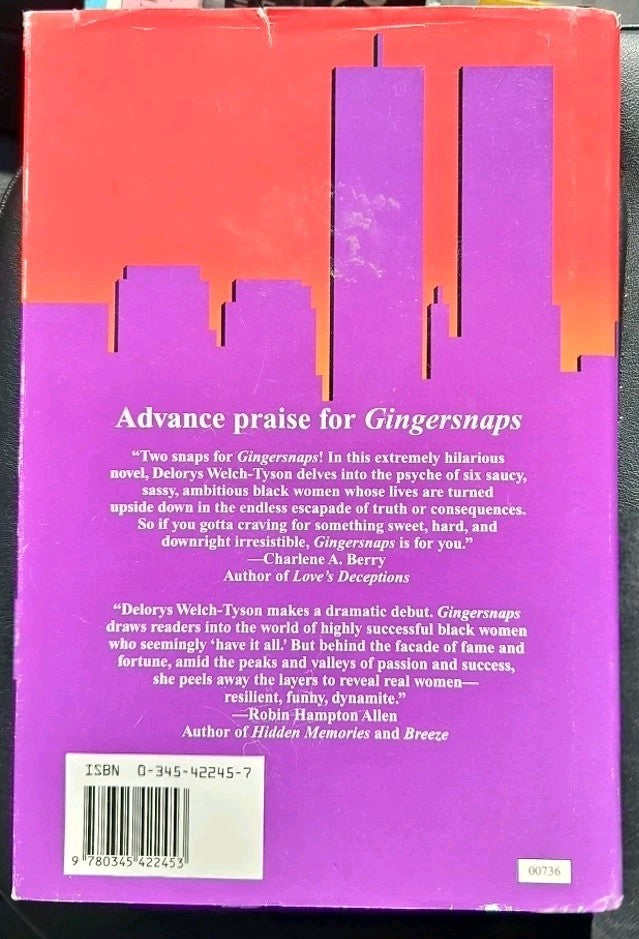 Advance praise for Gingersnaps
“Two snaps for Gingersnaps! In this extremely hilarious
novel, Delorys Welch-Tyson delves into the psyche of six saucy,
sassy, ambitious black women whose lives are turned
upside down in the endless escapade of truth or consequences.
So if you gotta craving for something sweet, hard, and
downright irresistible, Gingersnaps is for you.”
—Charlene A. Berry
Author of Love's Deceptions
“Delorys Welch-Tyson makes a dramatic debut. Gingersnaps
draws readers into the world of highly successful black women
who seemingly ‘have it all.’ But behind the facade of fame and
fortune, amid the peaks and valleys of passion and success,
she peels away the layers to reveal real women—
resilient, funny, dynamite.”
—Robin Hampton Allen
Author of Hidden Memories and Breeze
ISBN 0-345-42245-7
9 780345 422453
00736